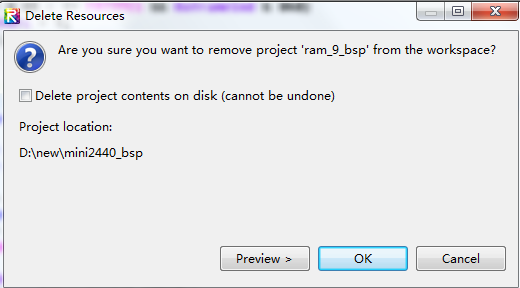 Delete Resources
Are you sure you want to remove project 'ram_9_bsp' from the workspace?
Delete project contents on disk (cannot be undone)
Project location:
D:\new\mini2440_bsp
Preview >
OK
Cancel